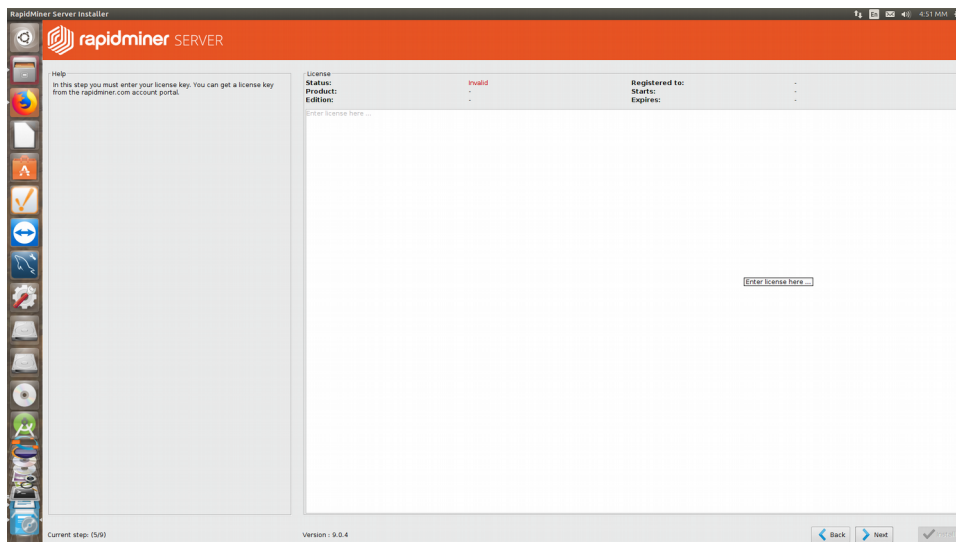 RapidMiner Server Installer
En
4:51 MM
rapidminer SERVER
Help
In this step you must enter your license key. You can get a license key
from the rapidminer.com account portal.
License
Status: Invalid Registered to: -
Product: - Starts: -
Edition: - Expires: -
Enter license here ...
Enter license here ...
Current step: (5/9)
Version : 9.0.4
Back
Next